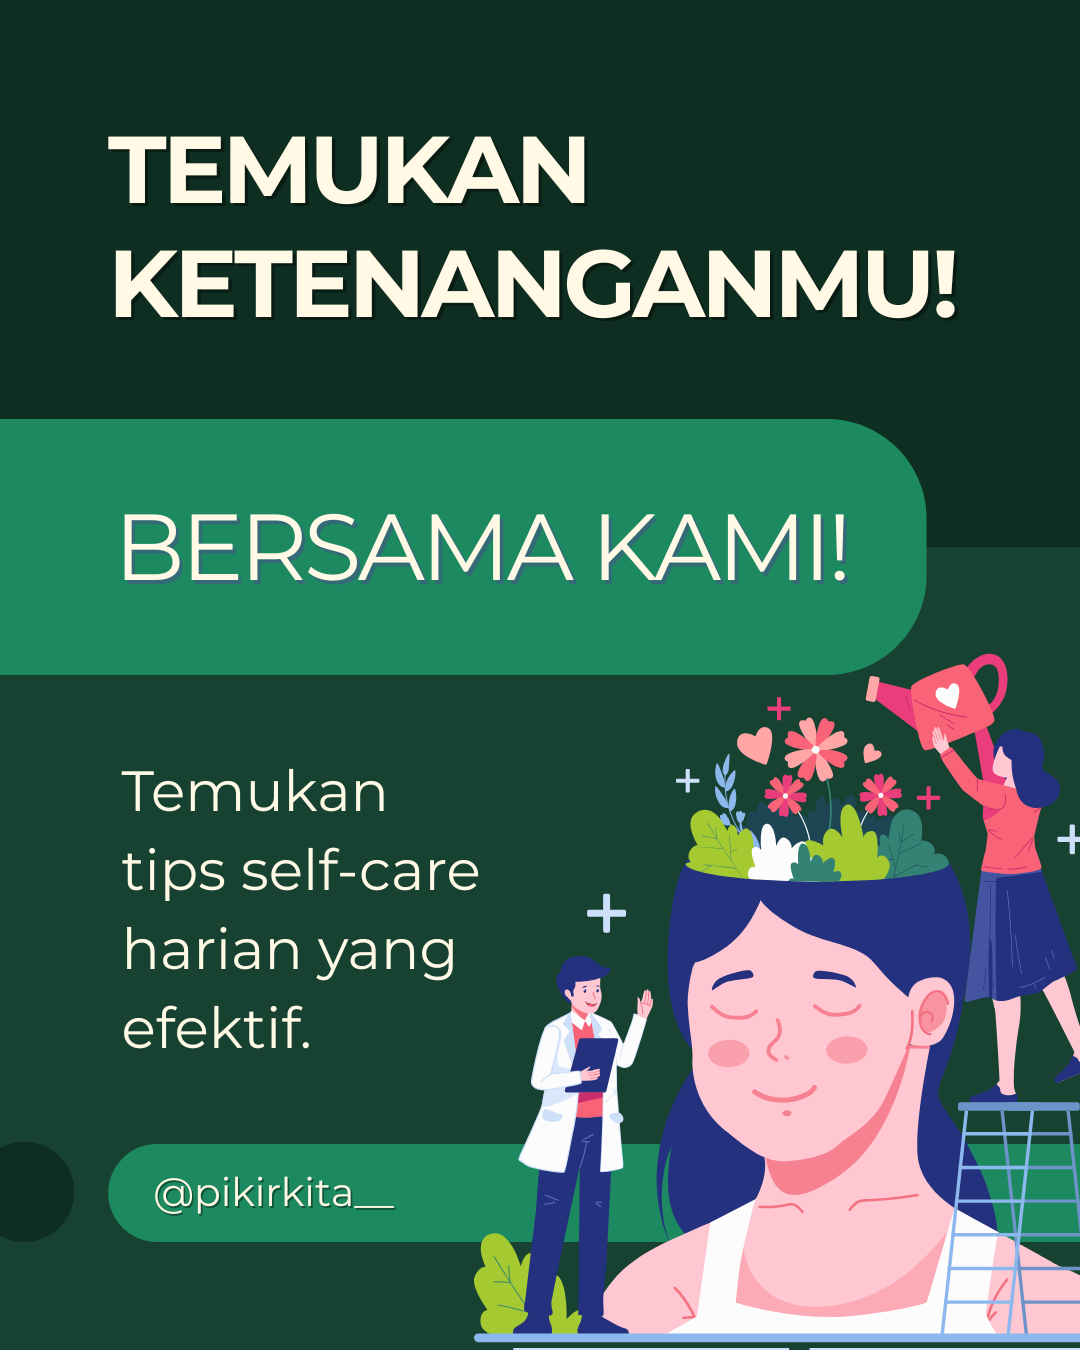 TEMUKAN
KETENANGANMU!
BERSAMA KAMI!
Temukan
tips self-care
harian yang
efektif.
@pikirkita__